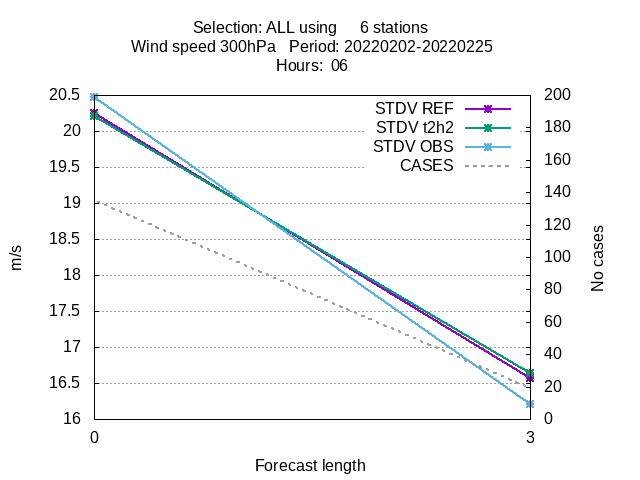 Selection: ALL using 6 stations
Wind speed 300hPa Period: 20220202-20220225
Hours: 06
20.5
20
19.5
19
18.5
18
17.5
17
16.5
16
200
180
160
140
120
100
80
60
40
20
0
STDV REF
STDV t2h2
STDV OBS
CASES
m/s
No cases
0
3
Forecast length